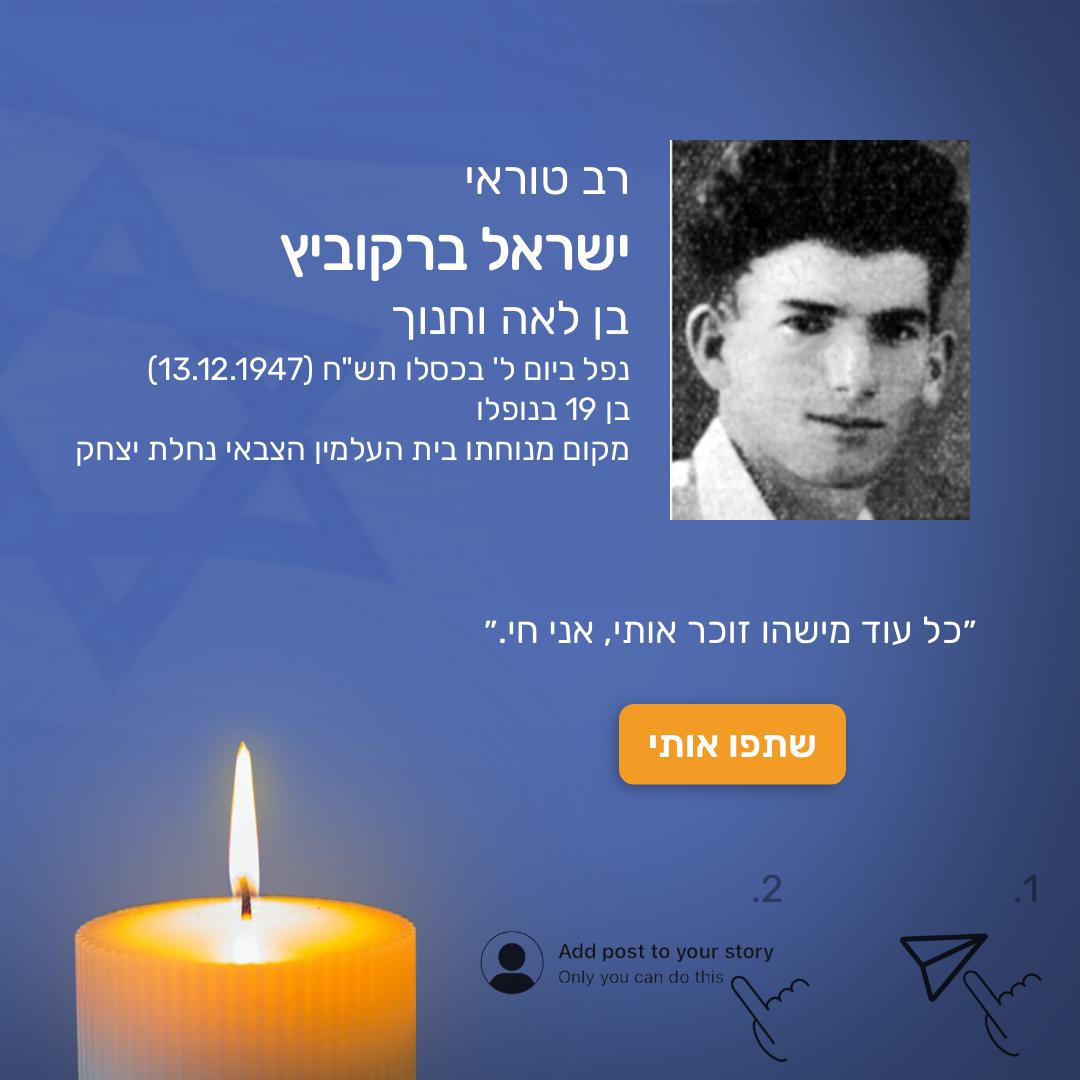 רב טוראי
ישראל ברקוביץ
בן לאה וחנוך
נפל ביום ל' בכסלו תש"ח (13.12.1947)
בן 19 בנופלו
מקום מנוחתו בית העלמין הצבאי נחלת יצחק
״כל עוד מישהו זוכר אותי, אני חי.״
שתפו אותי
1.
2.
Add post to your story
Only you can do this